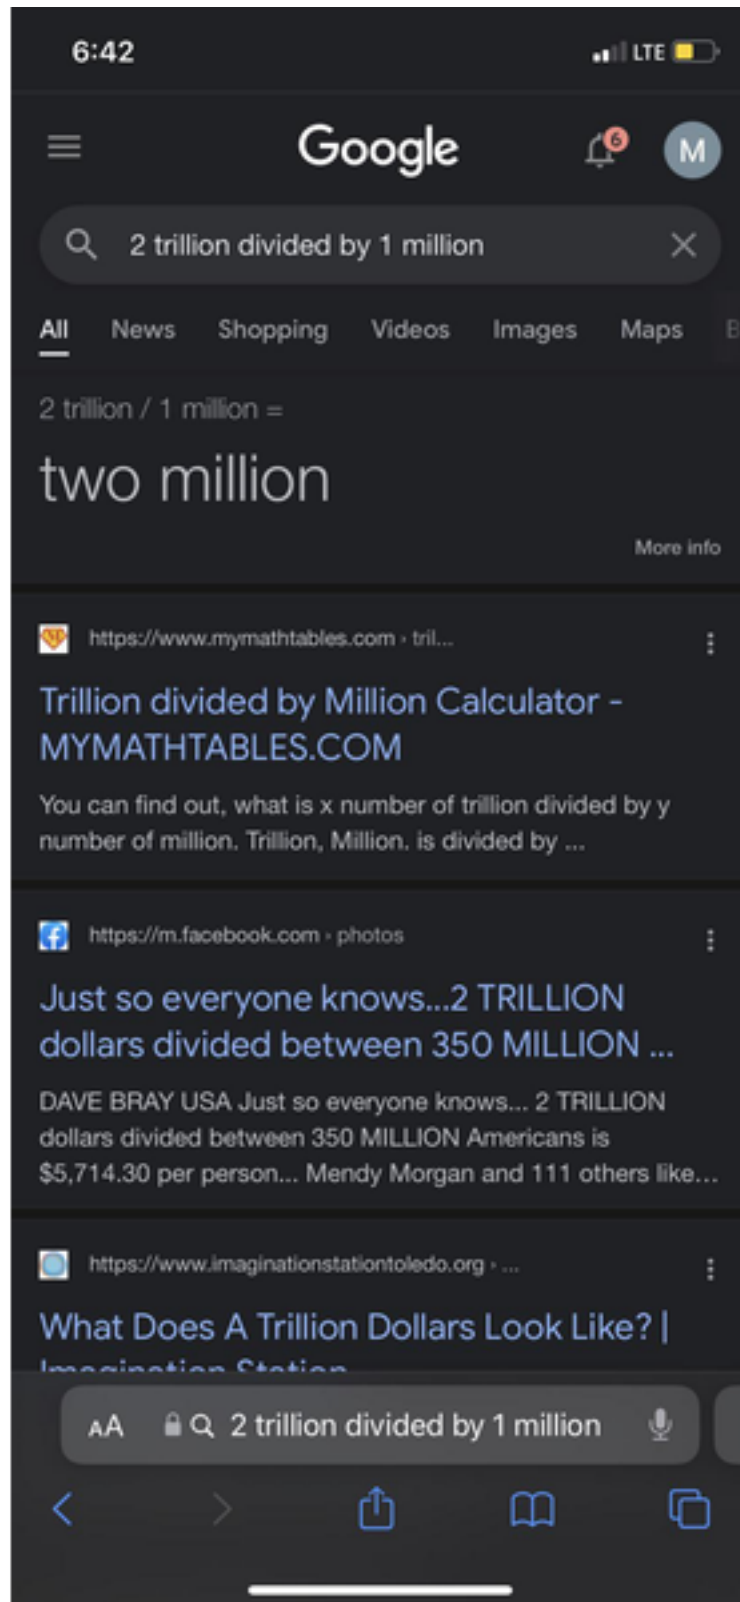 6:42 LTE
Google 6 M
2 trillion divided by 1 million
All News Shopping Videos Images Maps B
2 trillion / 1 million =
two million
More info
https://www.mymathtables.com › tril...
Trillion divided by Million Calculator -
MYMATHTABLES.COM
You can find out, what is x number of trillion divided by y
number of million. Trillion, Million. is divided by ...
https://m.facebook.com › photos
Just so everyone knows...2 TRILLION
dollars divided between 350 MILLION ...
DAVE BRAY USA Just so everyone knows... 2 TRILLION
dollars divided between 350 MILLION Americans is
$5,714.30 per person... Mendy Morgan and 111 others like...
https://www.imaginationstationtoledo.org › ...
What Does A Trillion Dollars Look Like? |
Imagination Station
AA 2 trillion divided by 1 million